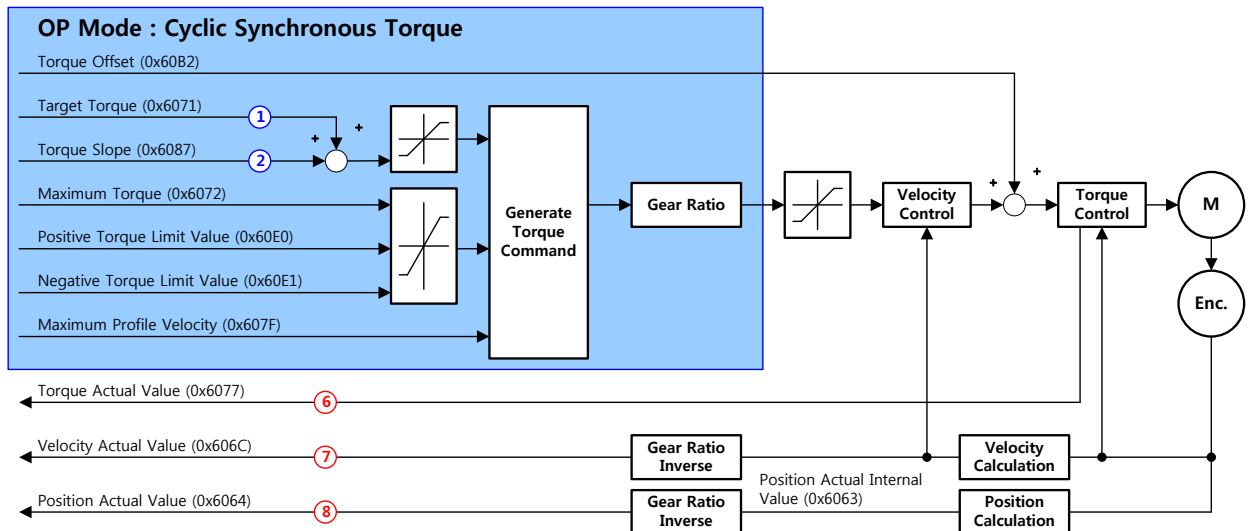 OP Mode : Cyclic Synchronous Torque
Torque Offset (0x60B2)
Target Torque (0x6071)
1
+
+
Torque Slope (0x6087)
2
Maximum Torque (0x6072)
Positive Torque Limit Value (0x60E0)
Negative Torque Limit Value (0x60E1)
Maximum Profile Velocity (0x607F)
Generate
Torque
Command
Gear Ratio
Velocity
Control
+
+
Torque
Control
M
Enc.
Torque Actual Value (0x6077)
6
Velocity Actual Value (0x606C)
7
Gear Ratio
Inverse
Velocity
Calculation
Position Actual Internal
Value (0x6063)
Position Actual Value (0x6064)
8
Gear Ratio
Inverse
Position
Calculation